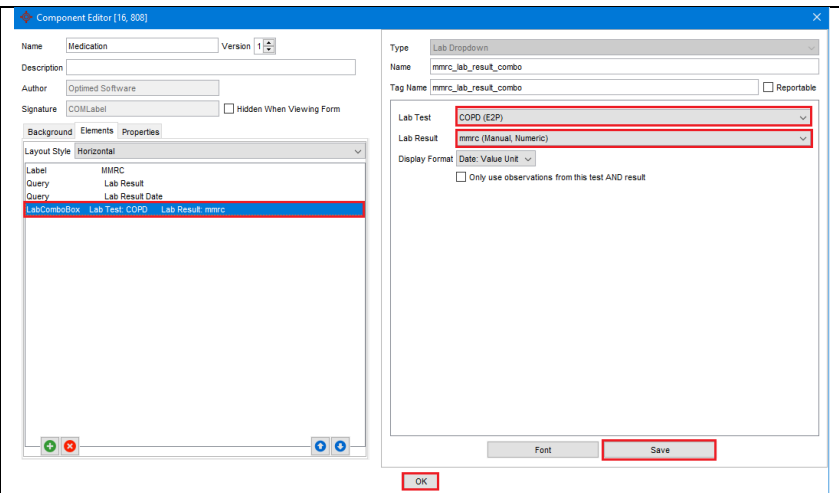 Component Editor [16, 808]
Name Medication Version 1
Description
Author Optimed Software
Signature COMLabel Hidden When Viewing Form
Background Elements Properties
Layout Style Horizontal
Label MMRC
Query Lab Result
Query Lab Result Date
LabComboBox Lab Test: COPD Lab Result: mmrc
Type Lab Dropdown
Name mmrc_lab_result_combo
Tag Name mmrc_lab_result_combo Reportable
Lab Test COPD (E2P)
Lab Result mmrc (Manual, Numeric)
Display Format Date: Value Unit
Only use observations from this test AND result
Font Save
OK